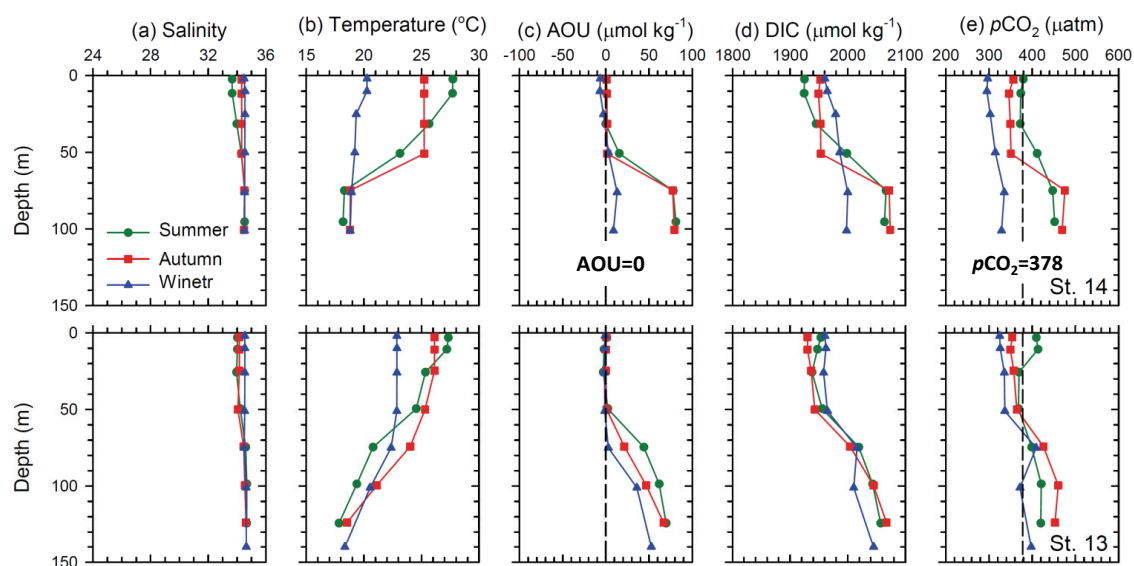 (a) Salinity (b) Temperature (°C) (c) AOU (μmol kg⁻¹) (d) DIC (μmol kg⁻¹) (e) pCO₂ (μatm)
24 28 32 36 15 20 25 30 -100 -50 0 50 100 1800 1900 2000 2100 200 300 400 500 600
0
50
100
150
Depth (m)
Summer
Autumn
Winetr
AOU=0
pCO₂=378
St. 14
0
50
100
150
Depth (m)
St. 13